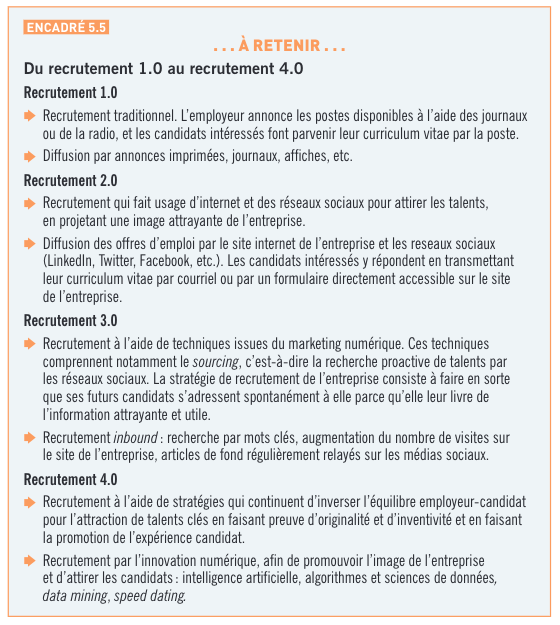 ENCADRÉ 5.5
... À RETENIR ...
Du recrutement 1.0 au recrutement 4.0
Recrutement 1.0
Recrutement traditionnel. L'employeur annonce les postes disponibles à l'aide des journaux
ou de la radio, et les candidats intéressés font parvenir leur curriculum vitae par la poste.
Diffusion par annonces imprimées, journaux, affiches, etc.
Recrutement 2.0
Recrutement qui fait usage d'internet et des réseaux sociaux pour attirer les talents,
en projetant une image attrayante de l'entreprise.
Diffusion des offres d'emploi par le site internet de l'entreprise et les reseaux sociaux
(LinkedIn, Twitter, Facebook, etc.). Les candidats intéressés y répondent en transmettant
leur curriculum vitae par courriel ou par un formulaire directement accessible sur le site
de l'entreprise.
Recrutement 3.0
Recrutement à l'aide de techniques issues du marketing numérique. Ces techniques
comprennent notamment le sourcing, c'est-à-dire la recherche proactive de talents par
les réseaux sociaux. La stratégie de recrutement de l'entreprise consiste à faire en sorte
que ses futurs candidats s'adressent spontanément à elle parce qu'elle leur livre de
l'information attrayante et utile.
Recrutement inbound : recherche par mots clés, augmentation du nombre de visites sur
le site de l'entreprise, articles de fond régulièrement relayés sur les médias sociaux.
Recrutement 4.0
Recrutement à l'aide de stratégies qui continuent d'inverser l'équilibre employeur-candidat
pour l'attraction de talents clés en faisant preuve d'originalité et d'inventivité et en faisant
la promotion de l'expérience candidat.
Recrutement par l'innovation numérique, afin de promouvoir l'image de l'entreprise
et d'attirer les candidats : intelligence artificielle, algorithmes et sciences de données,
data mining, speed dating.